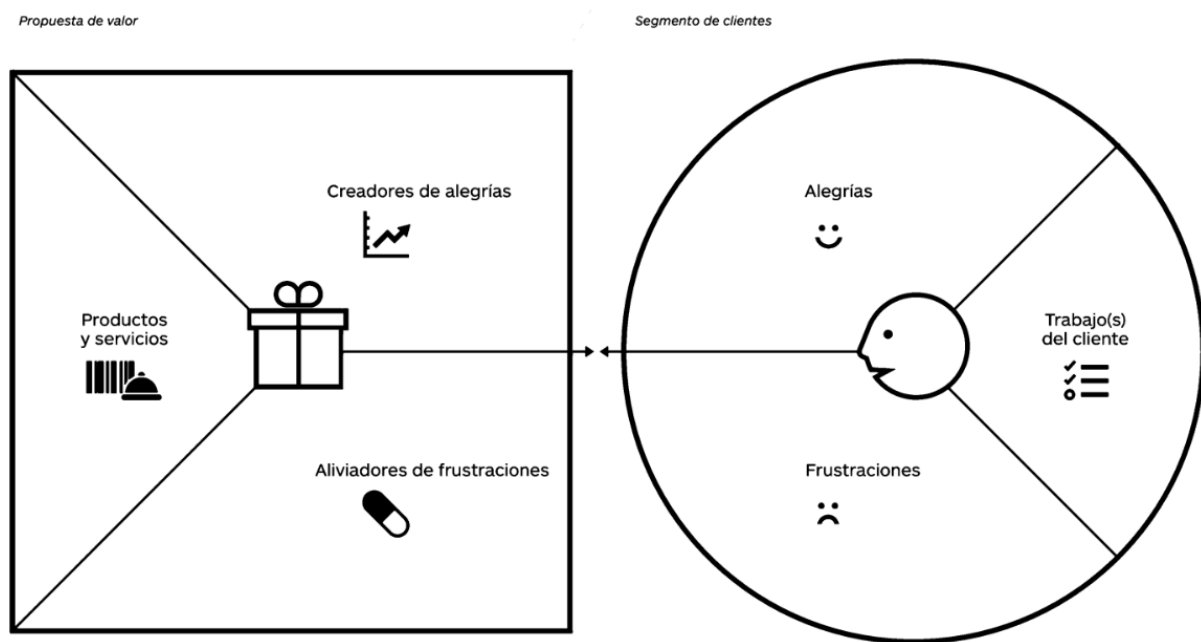 Propuesta de valor
Segmento de clientes
Creadores de alegrías
Productos
y servicios
Aliviadores de frustraciones
Alegrías
Trabajo(s)
del cliente
Frustraciones